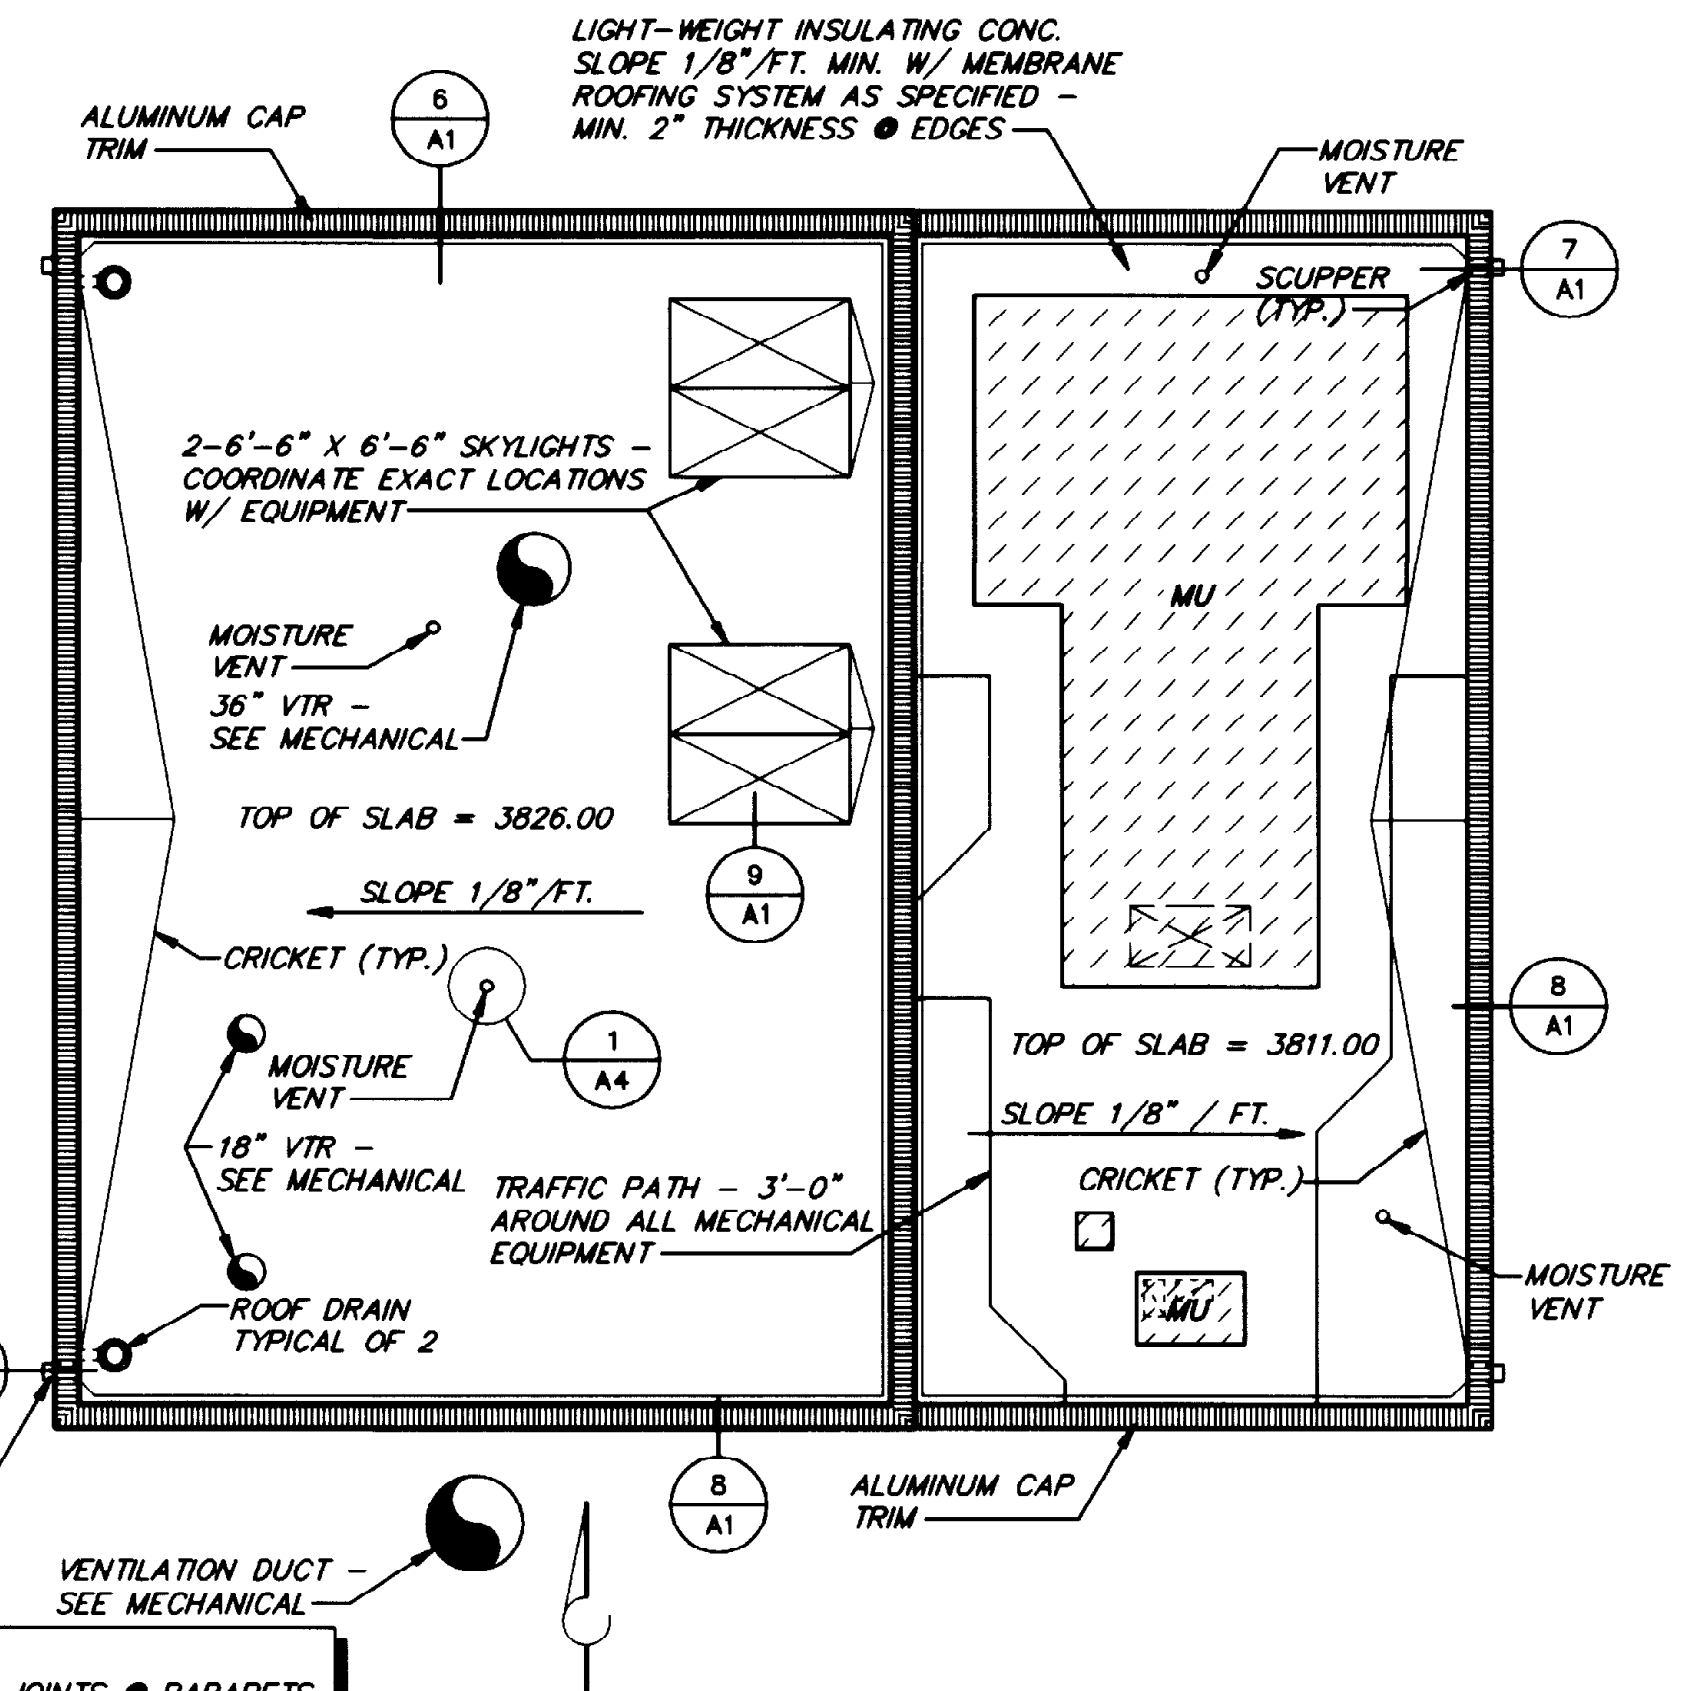 LIGHT-WEIGHT INSULATING CONC.
SLOPE 1/8"/FT. MIN. W/ MEMBRANE
ROOFING SYSTEM AS SPECIFIED -
MIN. 2" THICKNESS @ EDGES
ALUMINUM CAP
TRIM
6
A1
MOISTURE
VENT
SCUPPER
(TYP.)
7
A1
2-6'-6" X 6'-6" SKYLIGHTS -
COORDINATE EXACT LOCATIONS
W/ EQUIPMENT
MU
MOISTURE
VENT
36" VTR -
SEE MECHANICAL
TOP OF SLAB = 3826.00
9
A1
SLOPE 1/8"/FT.
CRICKET (TYP.)
8
A1
1
A4
MOISTURE
VENT
TOP OF SLAB = 3811.00
SLOPE 1/8" / FT.
18" VTR -
SEE MECHANICAL
TRAFFIC PATH - 3'-0"
AROUND ALL MECHANICAL
EQUIPMENT
CRICKET (TYP.)
MOISTURE
VENT
MU
ROOF DRAIN
TYPICAL OF 2
8
A1
ALUMINUM CAP
TRIM
VENTILATION DUCT -
SEE MECHANICAL
JOINTS @ PARAPETS